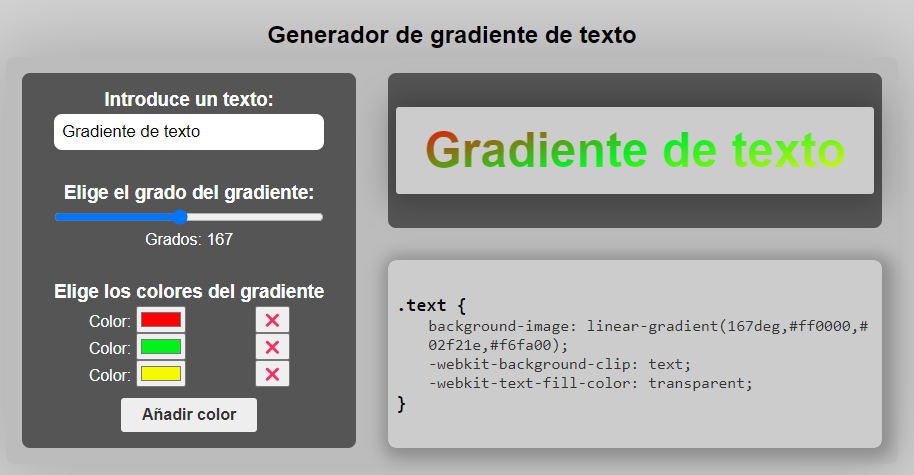 Generador de gradiente de texto
Introduce un texto:
Gradiente de texto
Elige el grado del gradiente:
Grados: 167
Elige los colores del gradiente
Color:
Color:
Color:
Añadir color
Gradiente de texto
.text {
background-image: linear-gradient(167deg,#ff0000,#
02f21e,#f6fa00);
-webkit-background-clip: text;
-webkit-text-fill-color: transparent;
}